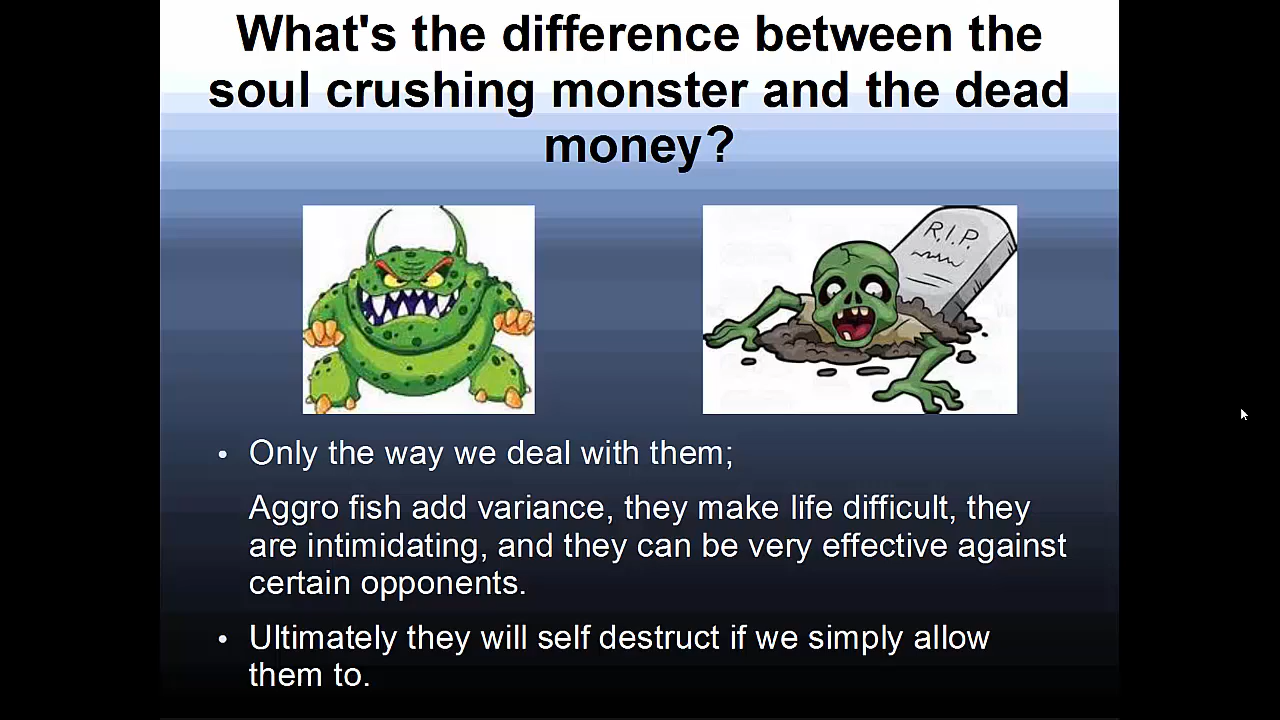 What's the difference between the
soul crushing monster and the dead
money?
R.I.P.
• Only the way we deal with them;
Aggro fish add variance, they make life difficult, they
are intimidating, and they can be very effective against
certain opponents.
• Ultimately they will self destruct if we simply allow
them to.